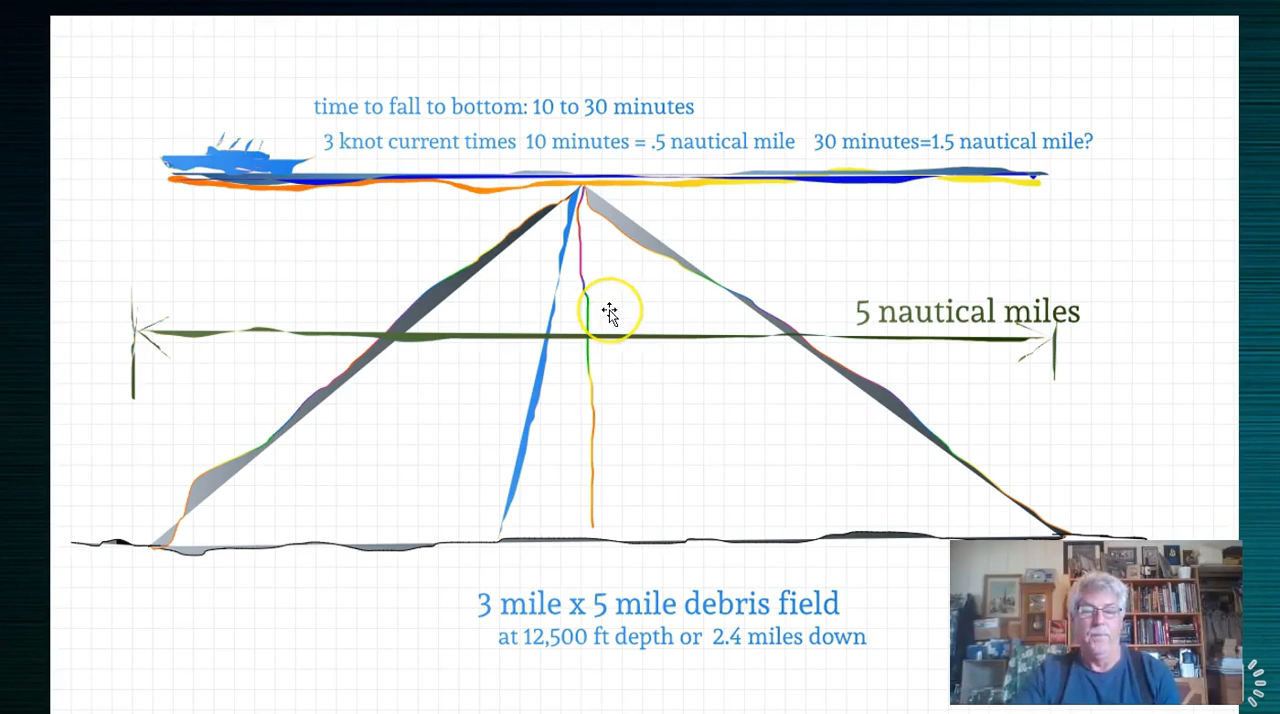 time to fall to bottom: 10 to 30 minutes
3 knot current times 10 minutes = .5 nautical mile 30 minutes=1.5 nautical mile?
5 nautical miles
3 mile x 5 mile debris field
at 12,500 ft depth or 2.4 miles down